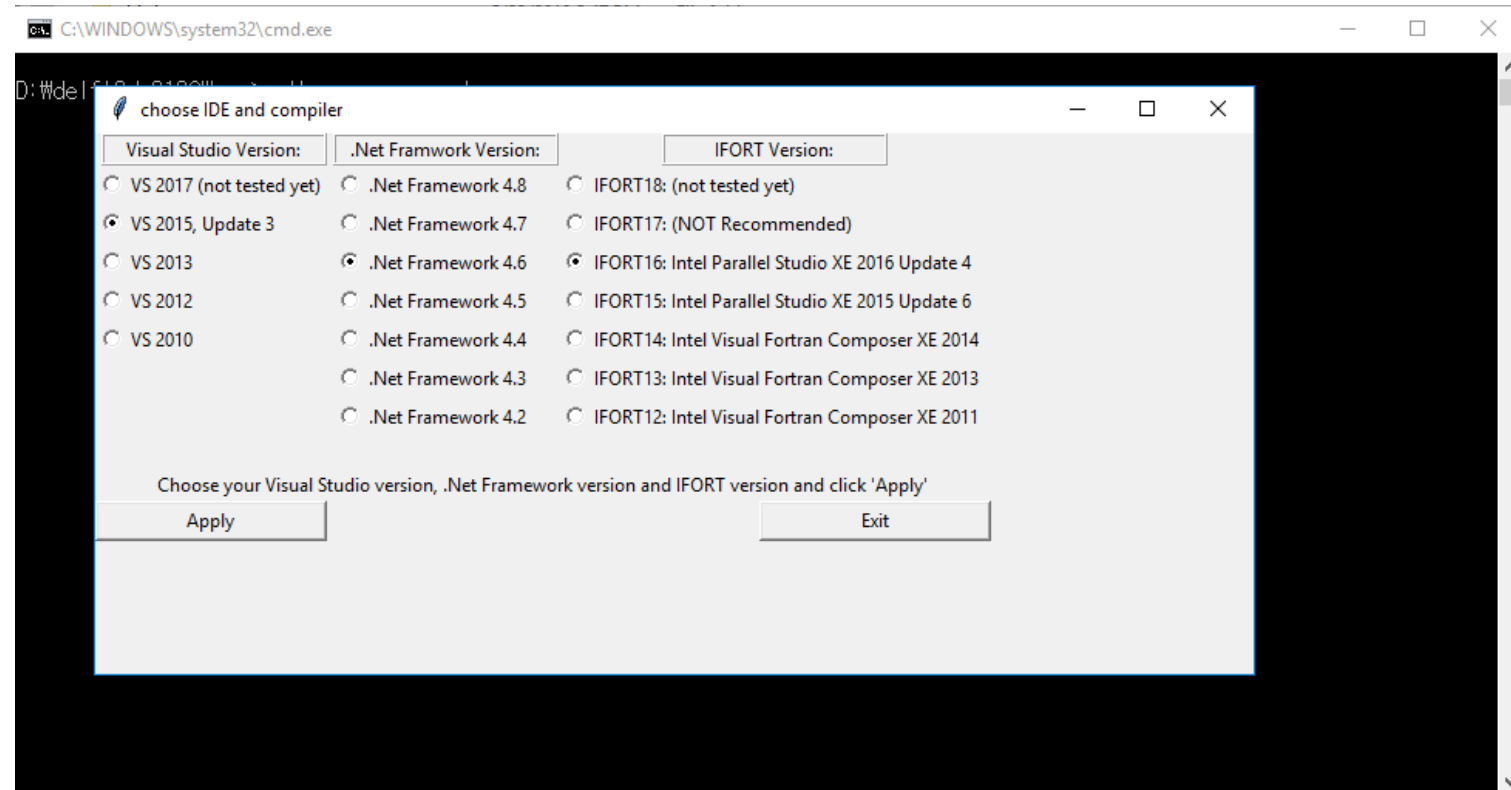 C:\WINDOWS\system32\cmd.exe
D:₩del
choose IDE and compiler
Visual Studio Version: .Net Framwork Version: IFORT Version:
VS 2017 (not tested yet) .Net Framework 4.8 IFORT18: (not tested yet)
VS 2015, Update 3 .Net Framework 4.7 IFORT17: (NOT Recommended)
VS 2013 .Net Framework 4.6 IFORT16: Intel Parallel Studio XE 2016 Update 4
VS 2012 .Net Framework 4.5 IFORT15: Intel Parallel Studio XE 2015 Update 6
VS 2010 .Net Framework 4.4 IFORT14: Intel Visual Fortran Composer XE 2014
.Net Framework 4.3 IFORT13: Intel Visual Fortran Composer XE 2013
.Net Framework 4.2 IFORT12: Intel Visual Fortran Composer XE 2011
Choose your Visual Studio version, .Net Framework version and IFORT version and click 'Apply'
Apply Exit